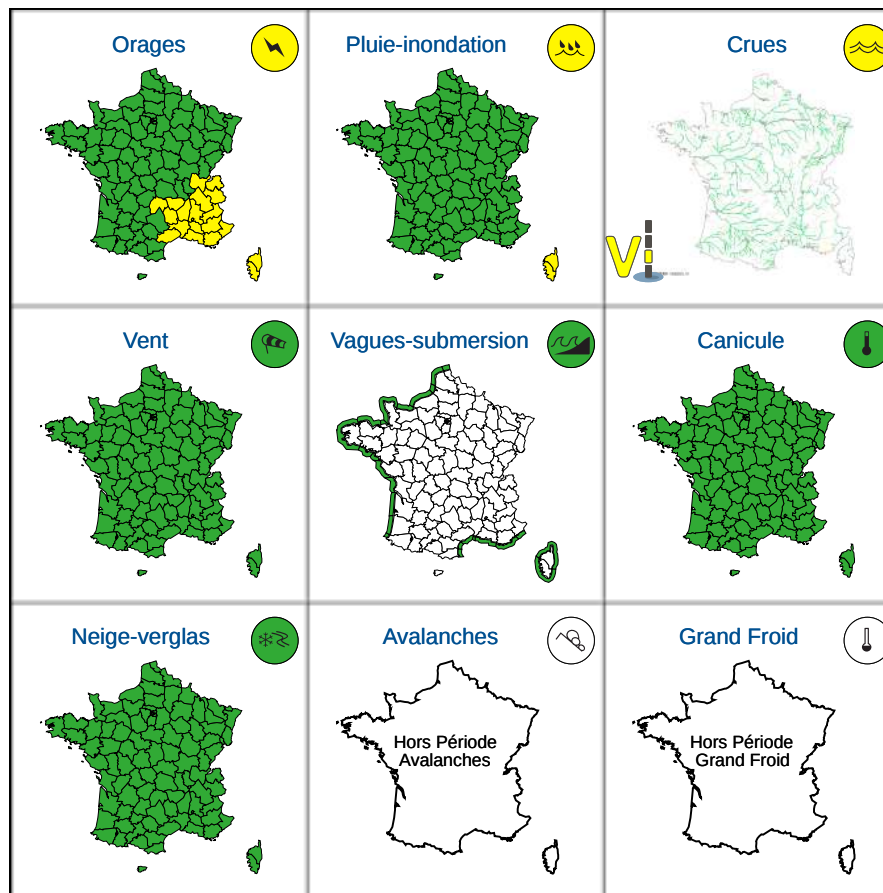 Orages
Pluie-inondation
Crues
Vi
Vent
Vagues-submersion
Canicule
Neige-verglas
Avalanches
Grand Froid
Hors Période
Avalanches
Hors Période
Grand Froid